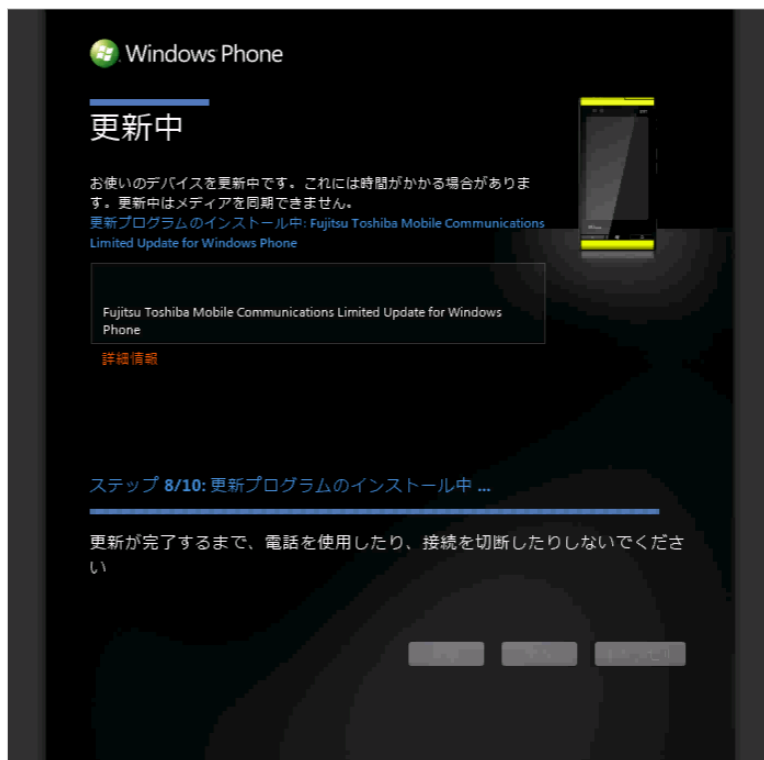 Windows Phone
更新中
お使いのデバイスを更新中です。これには時間がかかる場合がありま
す。更新中はメディアを同期できません。
更新プログラムのインストール中: Fujitsu Toshiba Mobile Communications
Limited Update for Windows Phone
Fujitsu Toshiba Mobile Communications Limited Update for Windows
Phone
詳細情報
ステップ 8/10: 更新プログラムのインストール中 ...
更新が完了するまで、電話を使用したり、接続を切断したりしないでくださ
い